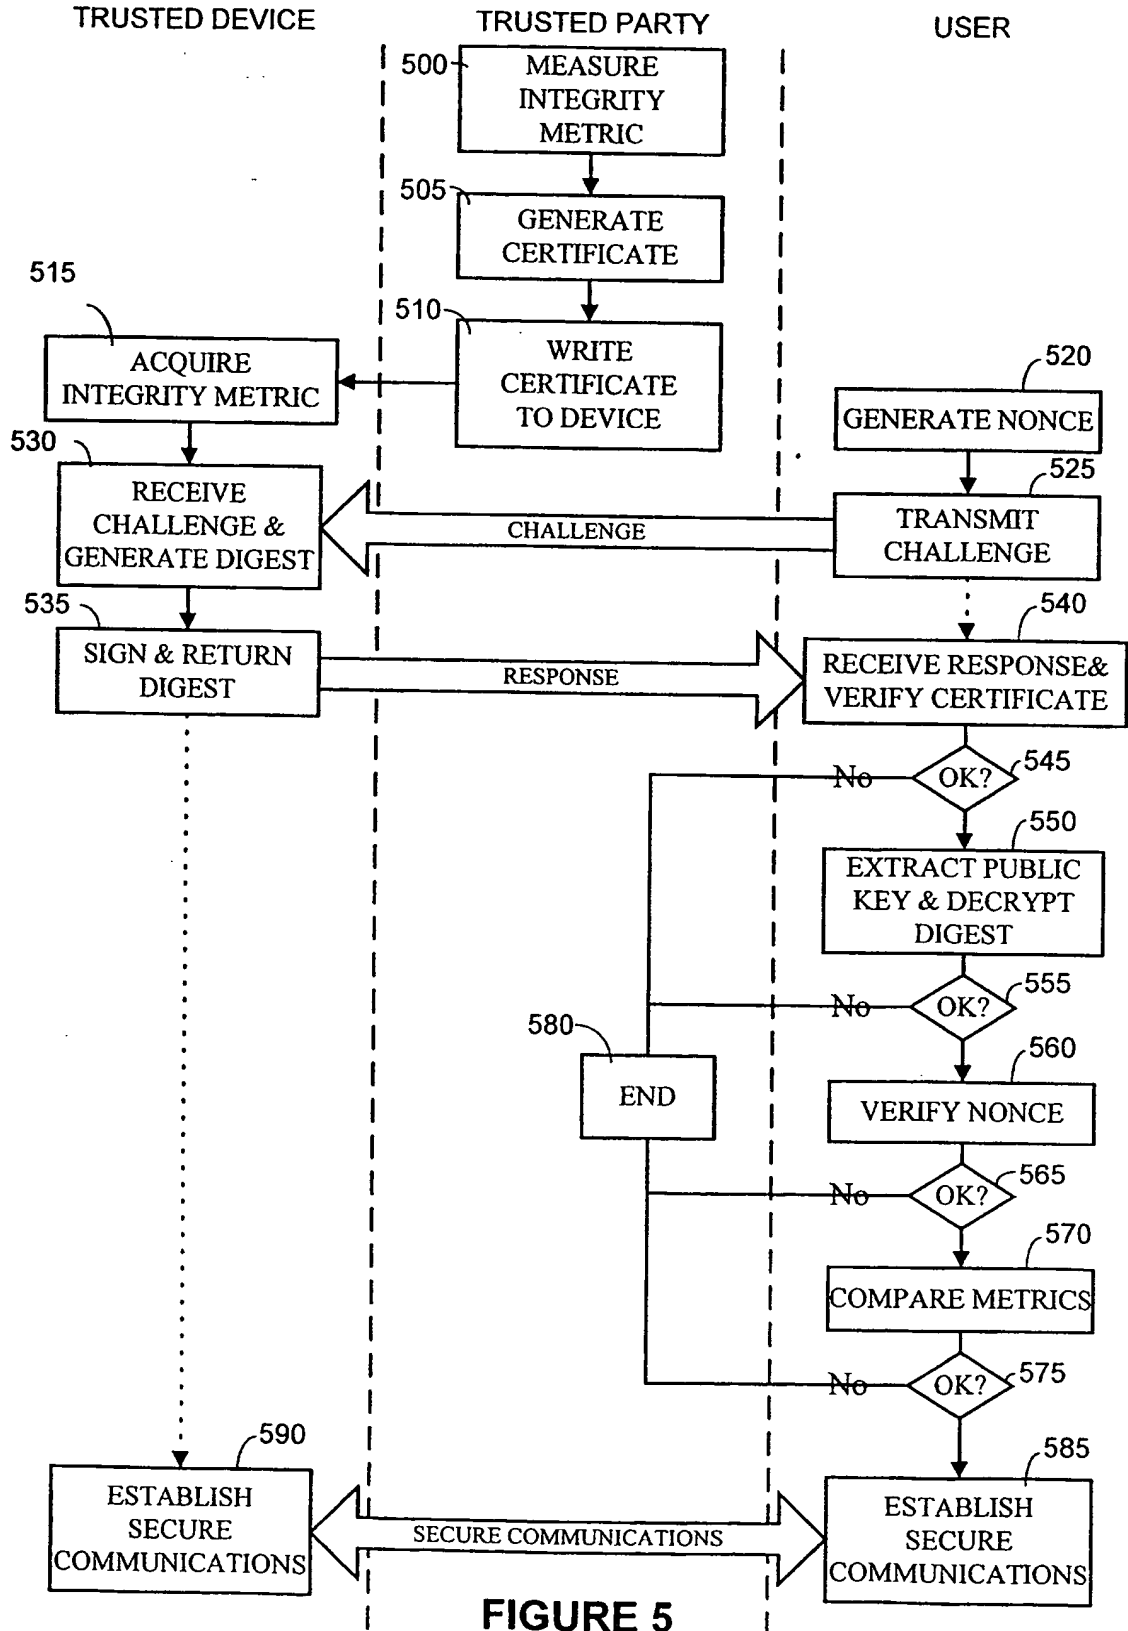 TRUSTED DEVICE
TRUSTED PARTY
USER
500
MEASURE
INTEGRITY
METRIC
505
GENERATE
CERTIFICATE
510
WRITE
CERTIFICATE
TO DEVICE
515
ACQUIRE
INTEGRITY METRIC
520
GENERATE NONCE
525
TRANSMIT
CHALLENGE
530
RECEIVE
CHALLENGE &
GENERATE DIGEST
CHALLENGE
535
SIGN & RETURN
DIGEST
RESPONSE
540
RECEIVE RESPONSE&
VERIFY CERTIFICATE
545
OK?
No
550
EXTRACT PUBLIC
KEY & DECRYPT
DIGEST
555
OK?
No
580
END
560
VERIFY NONCE
565
OK?
No
570
COMPARE METRICS
575
OK?
No
590
ESTABLISH
SECURE
COMMUNICATIONS
SECURE COMMUNICATIONS
585
ESTABLISH
SECURE
COMMUNICATIONS
FIGURE 5